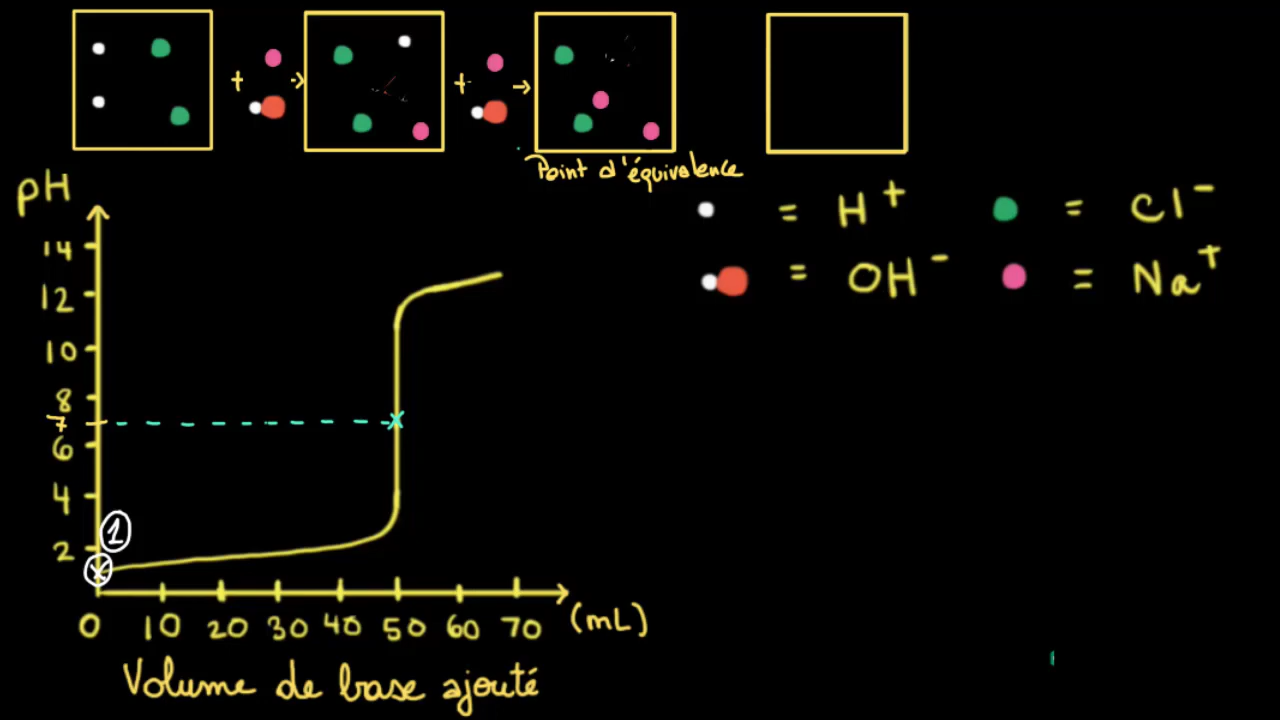 + → + →
Point d'équivalence
pH
= H⁺ = Cl⁻
= OH⁻ = Na⁺
14
12
10
8
7
6
4
2
1
0 10 20 30 40 50 60 70 (mL)
Volume de base ajouté